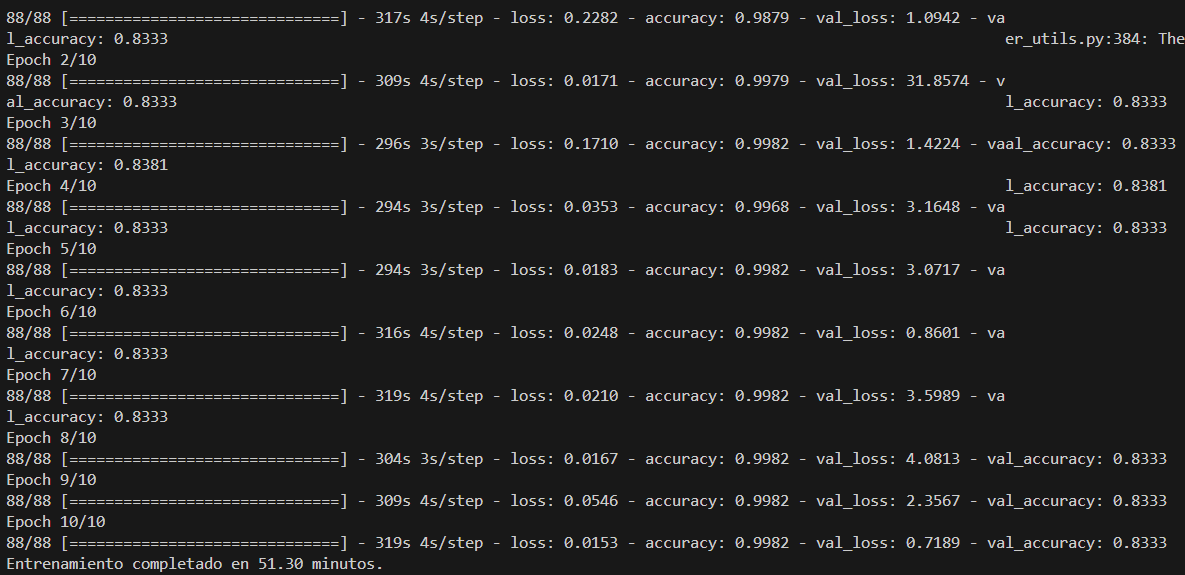 88/88 [==============================] - 317s 4s/step - loss: 0.2282 - accuracy: 0.9879 - val_loss: 1.0942 - va
l_accuracy: 0.8333 er_utils.py:384: The
Epoch 2/10
88/88 [==============================] - 309s 4s/step - loss: 0.0171 - accuracy: 0.9979 - val_loss: 31.8574 - v
al_accuracy: 0.8333 l_accuracy: 0.8333
Epoch 3/10
88/88 [==============================] - 296s 3s/step - loss: 0.1710 - accuracy: 0.9982 - val_loss: 1.4224 - vaal_accuracy: 0.8333
l_accuracy: 0.8381
Epoch 4/10 l_accuracy: 0.8381
88/88 [==============================] - 294s 3s/step - loss: 0.0353 - accuracy: 0.9968 - val_loss: 3.1648 - va
l_accuracy: 0.8333 l_accuracy: 0.8333
Epoch 5/10
88/88 [==============================] - 294s 3s/step - loss: 0.0183 - accuracy: 0.9982 - val_loss: 3.0717 - va
l_accuracy: 0.8333
Epoch 6/10
88/88 [==============================] - 316s 4s/step - loss: 0.0248 - accuracy: 0.9982 - val_loss: 0.8601 - va
l_accuracy: 0.8333
Epoch 7/10
88/88 [==============================] - 319s 4s/step - loss: 0.0210 - accuracy: 0.9982 - val_loss: 3.5989 - va
l_accuracy: 0.8333
Epoch 8/10
88/88 [==============================] - 304s 3s/step - loss: 0.0167 - accuracy: 0.9982 - val_loss: 4.0813 - val_accuracy: 0.8333
Epoch 9/10
88/88 [==============================] - 309s 4s/step - loss: 0.0546 - accuracy: 0.9982 - val_loss: 2.3567 - val_accuracy: 0.8333
Epoch 10/10
88/88 [==============================] - 319s 4s/step - loss: 0.0153 - accuracy: 0.9982 - val_loss: 0.7189 - val_accuracy: 0.8333
Entrenamiento completado en 51.30 minutos.